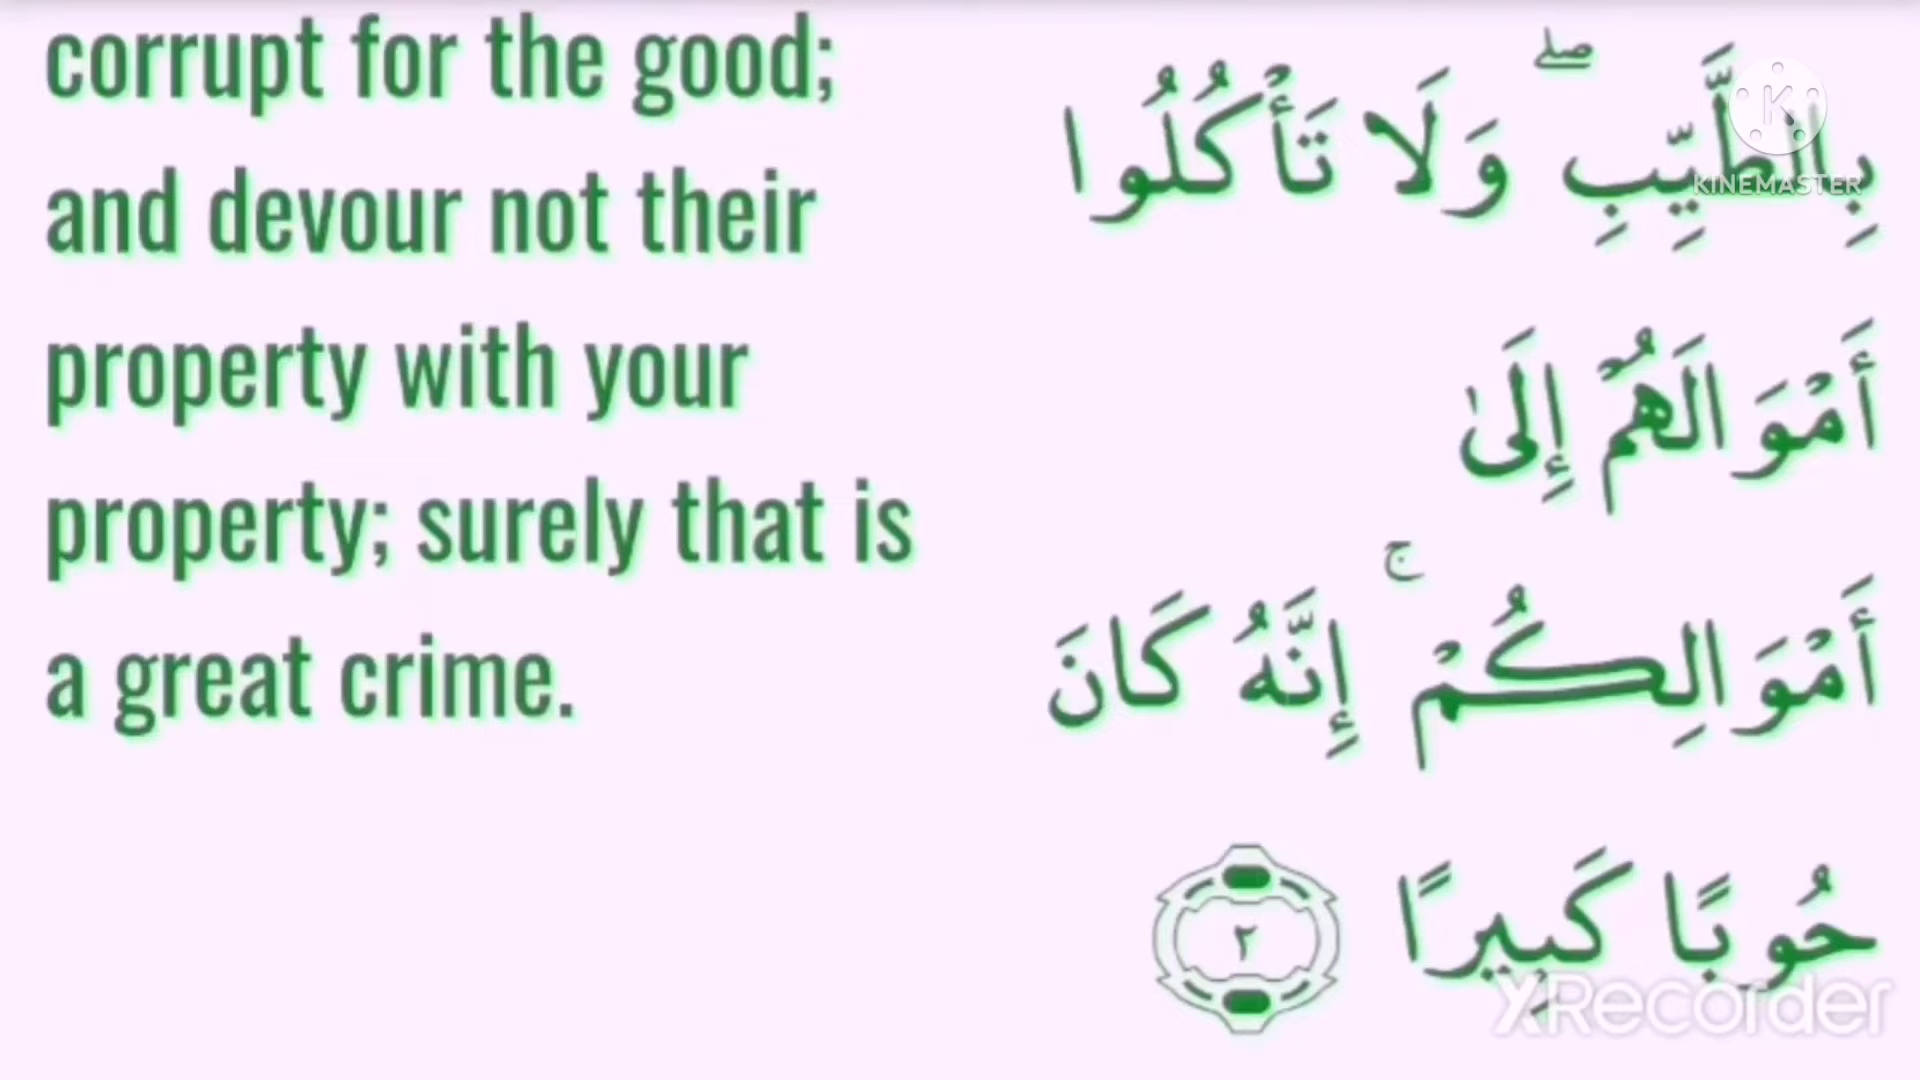 corrupt for the good;
and devour not their
property with your
property; surely that is
a great crime.
بِالطَّيِّبِ ۖ وَلَا تَأْكُلُوا
أَمْوَالَهُمْ إِلَىٰ
أَمْوَالِكُمْ ۚ إِنَّهُ كَانَ
حُوبًا كَبِيرًا ٢
K
KINEMASTER
XRecorder